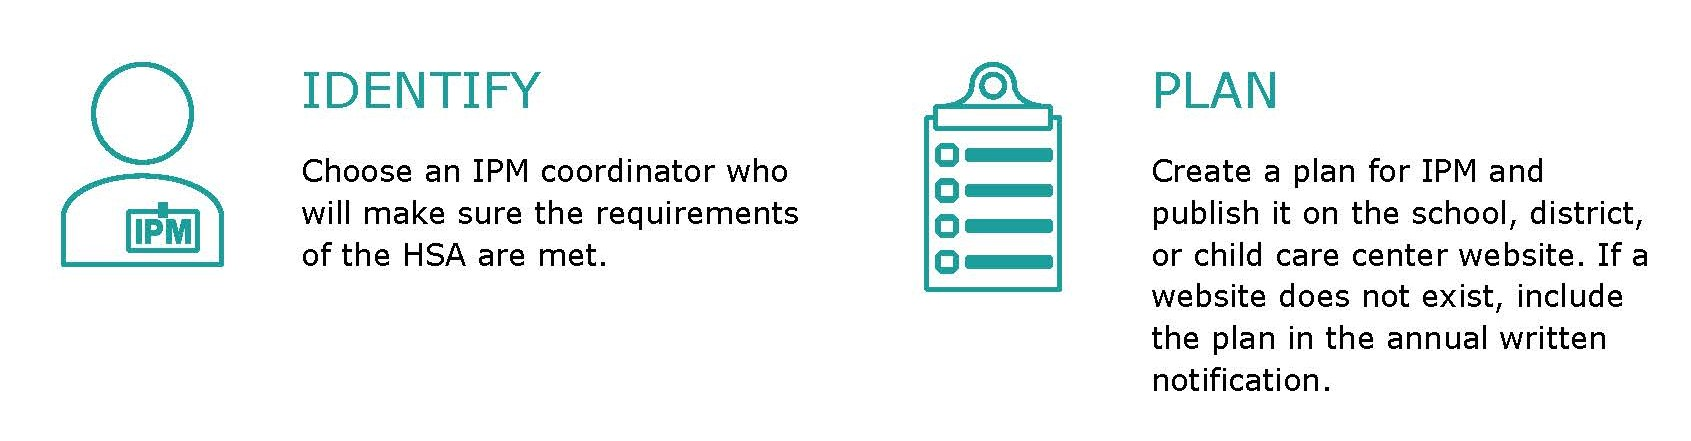 IPM
IDENTIFY
Choose an IPM coordinator who
will make sure the requirements
of the HSA are met.
PLAN
Create a plan for IPM and
publish it on the school, district,
or child care center website. If a
website does not exist, include
the plan in the annual written
notification.